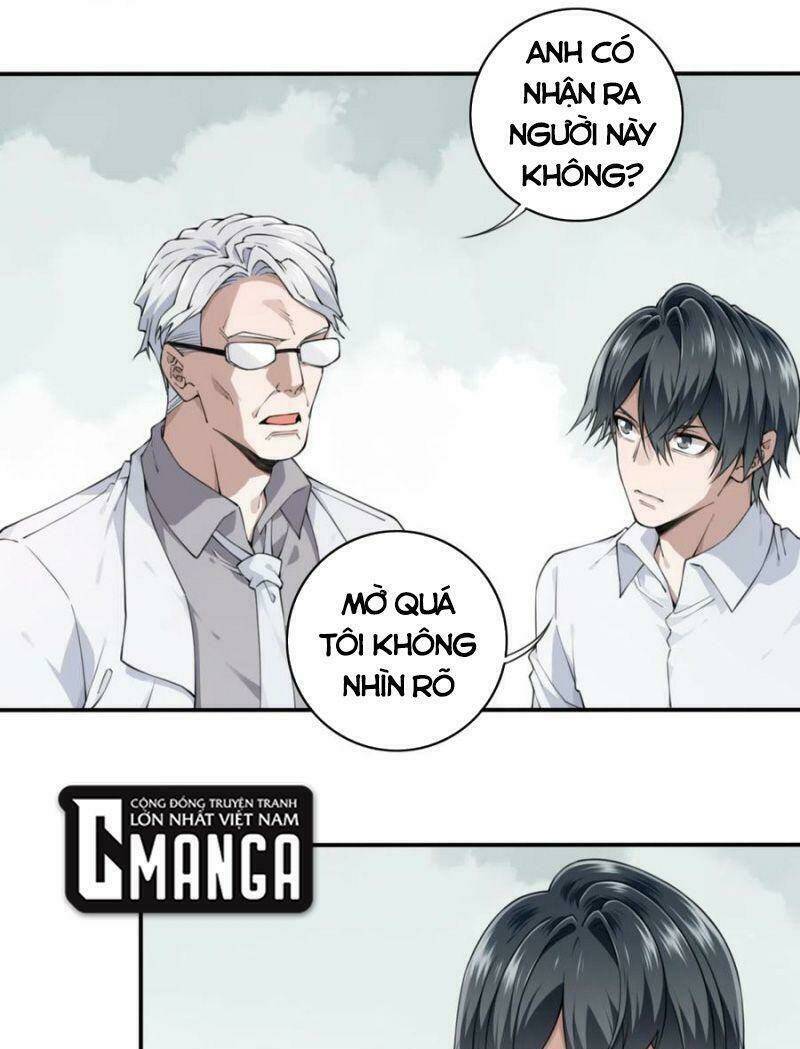 ANH CÓ
NHẬN RA
NGƯỜI NÀY
KHÔNG?
MỜ QUÁ
TÔI KHÔNG
NHÌN RÕ
CỘNG ĐỒNG TRUYỆN TRANH
LỚN NHẤT VIỆT NAM
CMANGA